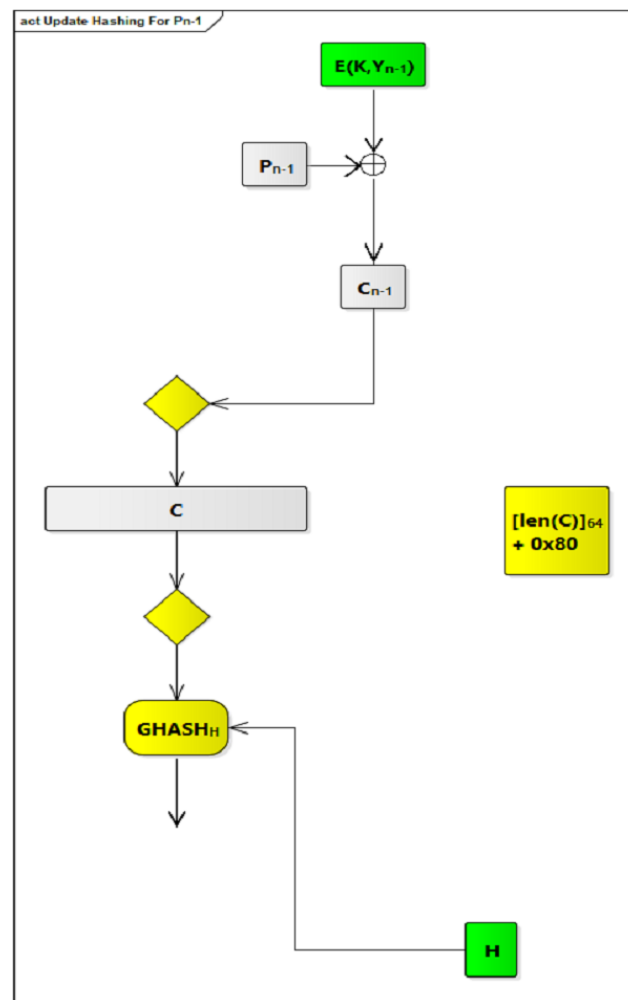 act Update Hashing For Pn-1
E(K,Yn-1)
Pn-1
Cn-1
C
[len(C)]64
+ 0x80
GHASHH
H